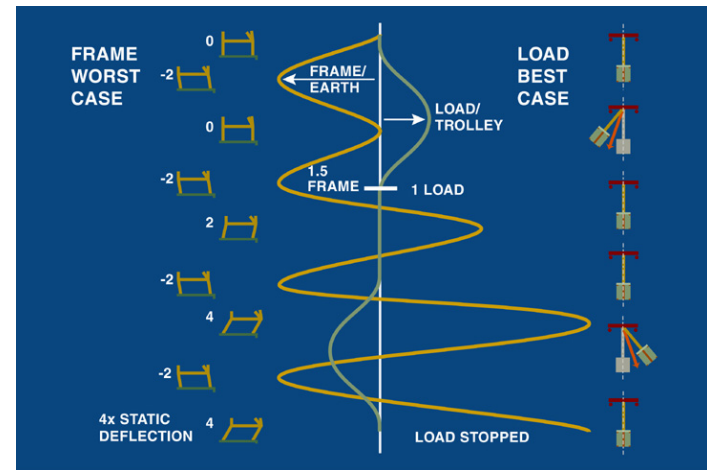 FRAME
WORST
CASE
0
-2
0
-2
2
-2
4
-2
4x STATIC
DEFLECTION
4
FRAME/
EARTH
LOAD/
TROLLEY
1.5
FRAME
1 LOAD
LOAD STOPPED
LOAD
BEST
CASE